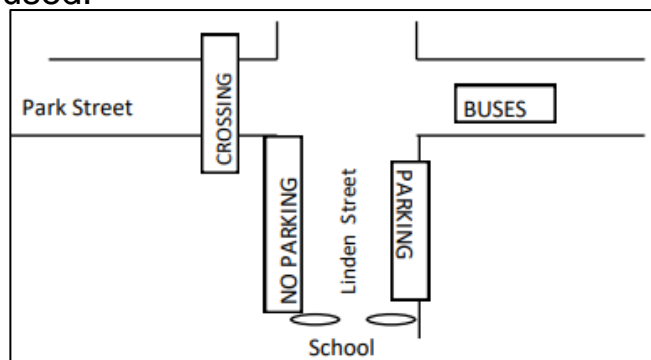 used.
Park Street
CROSSING
BUSES
NO PARKING
Linden Street
PARKING
School